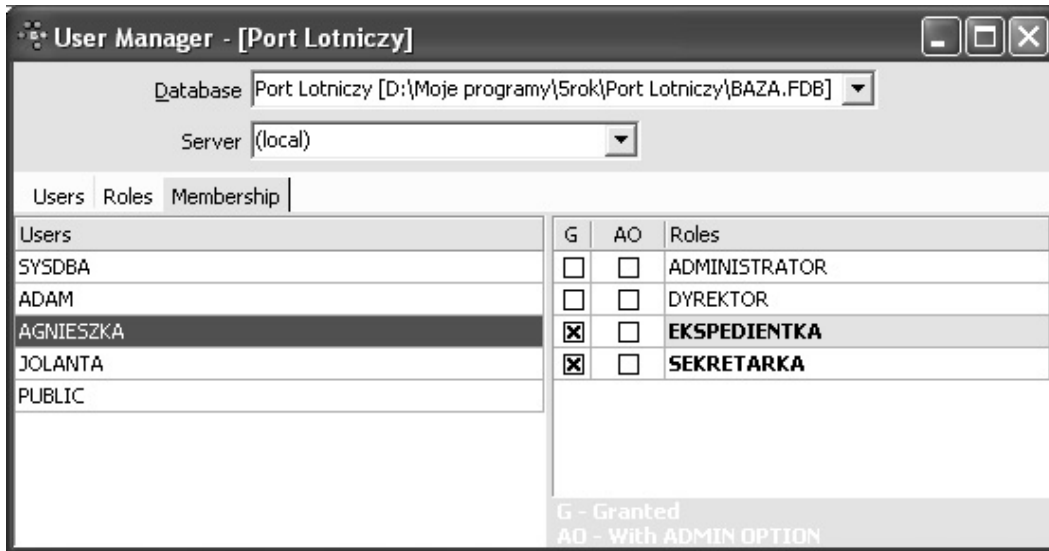 User Manager - [Port Lotniczy]
Database Port Lotniczy [D:\Moje programy\5rok\Port Lotniczy\BAZA.FDB]
Server (local)
Users Roles Membership
Users G AO Roles
SYSDBA ADMINISTRATOR
ADAM DYREKTOR
AGNIESZKA EKSPEDIENTKA
JOLANTA SEKRETARKA
PUBLIC
G - Granted
AO - With ADMIN OPTION